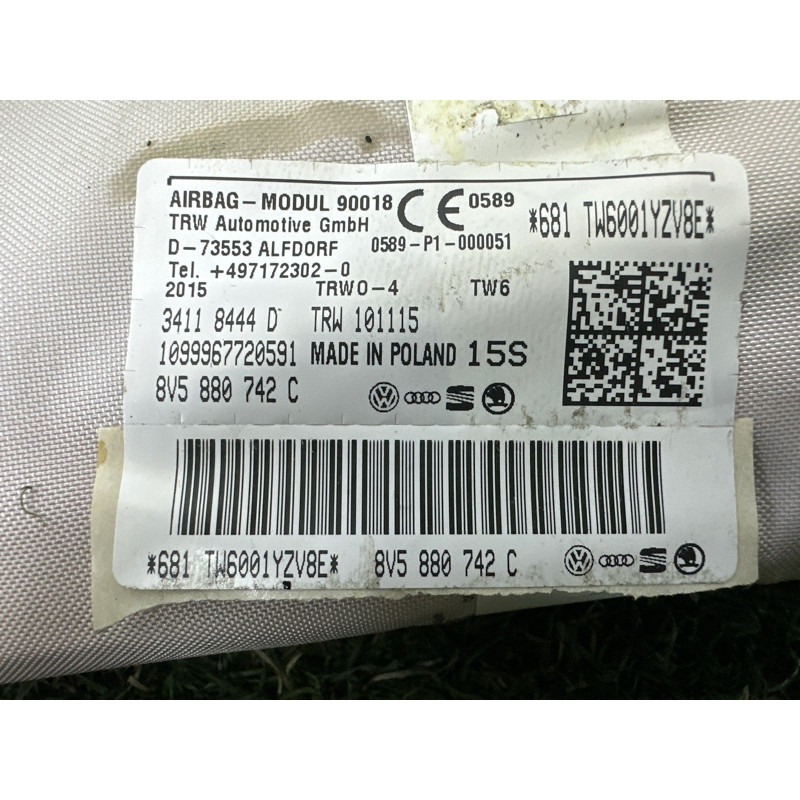 AIRBAG-MODUL 90018 CE 0589
TRW Automotive GmbH
D-73553 ALFDORF 0589-P1-000051
*681 TW6001YZV8E*
Tel. +497172302-0
2015 TRWO-4 TW6
3411 8444 D TRW 101115
1099967720591 MADE IN POLAND 15S
8V5 880 742 C
*681 TW6001YZV8E* 8V5 880 742 C